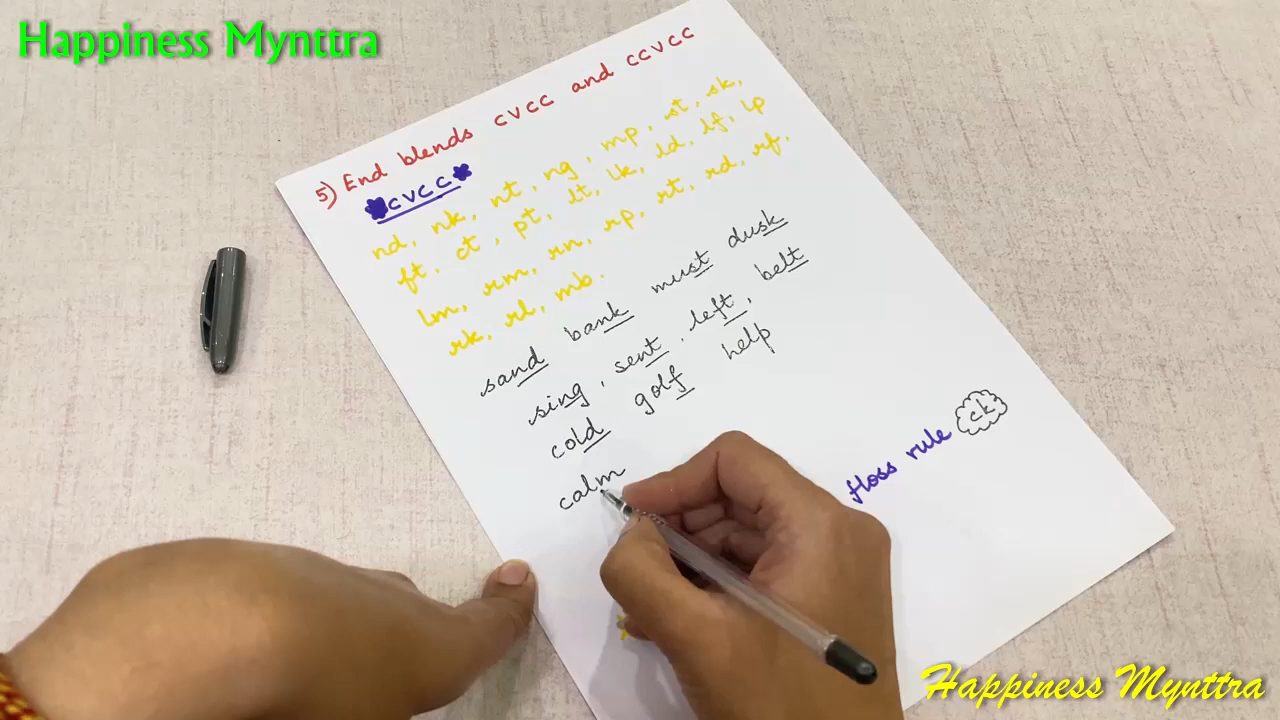 Happiness Mynttra
5) End blends CVCC and CCVCC
CVCC
nd, nk, nt, ng, mp, st, sk,
ft, ct, pt, lt, lk, ld, lf, lp
lm, rm, rn, rp, rt, rd, rf,
rk, rl, mb.
sand bank must dusk
sing, sent, left, belt
cold golf help
calm
floss rule ck
Happiness Mynttra